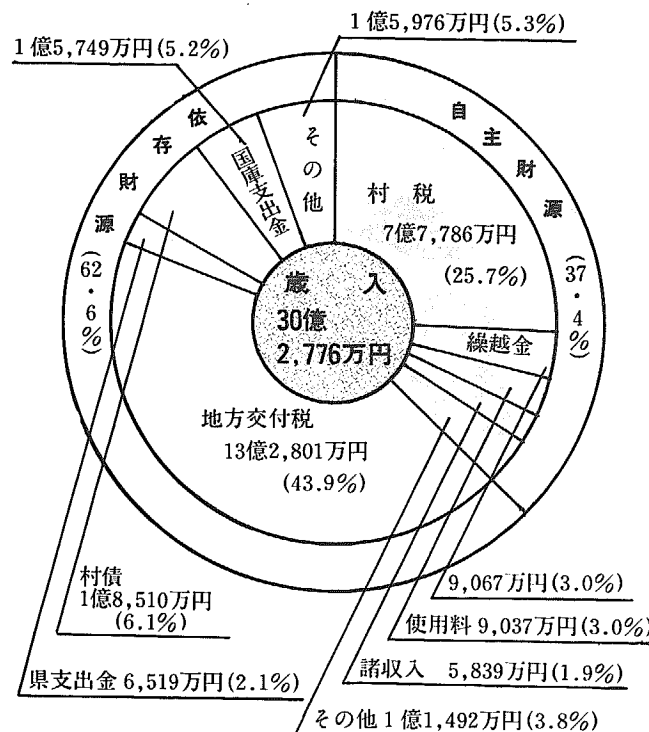 1億5,976万円(5.3%)
1億5,749万円(5.2%)
自主財源(37・4%)
依存財源(62・6%)
その他
国庫支出金
村税
7億7,786万円
(25.7%)
歳入
30億
2,776万円
繰越金
地方交付税
13億2,801万円
(43.9%)
村債
1億8,510万円
(6.1%)
9,067万円(3.0%)
使用料 9,037万円(3.0%)
諸収入 5,839万円(1.9%)
県支出金 6,519万円(2.1%)
その他1億1,492万円(3.8%)